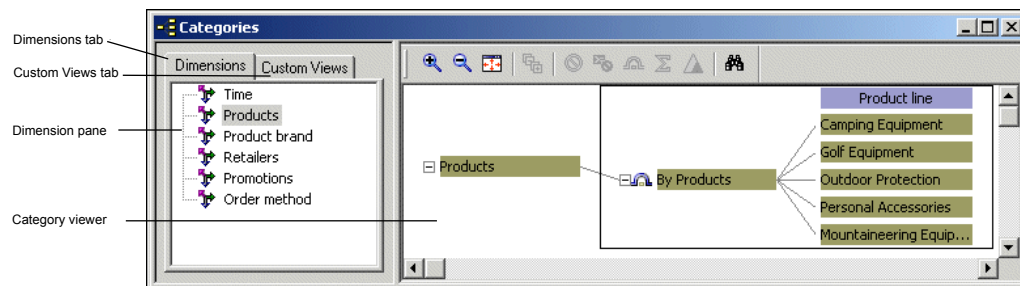 Categories
Dimensions tab
Custom Views tab
Dimension pane
Category viewer
Dimensions
Custom Views
Time
Products
Product brand
Retailers
Promotions
Order method
Products
By Products
Product line
Camping Equipment
Golf Equipment
Outdoor Protection
Personal Accessories
Mountaineering Equip...